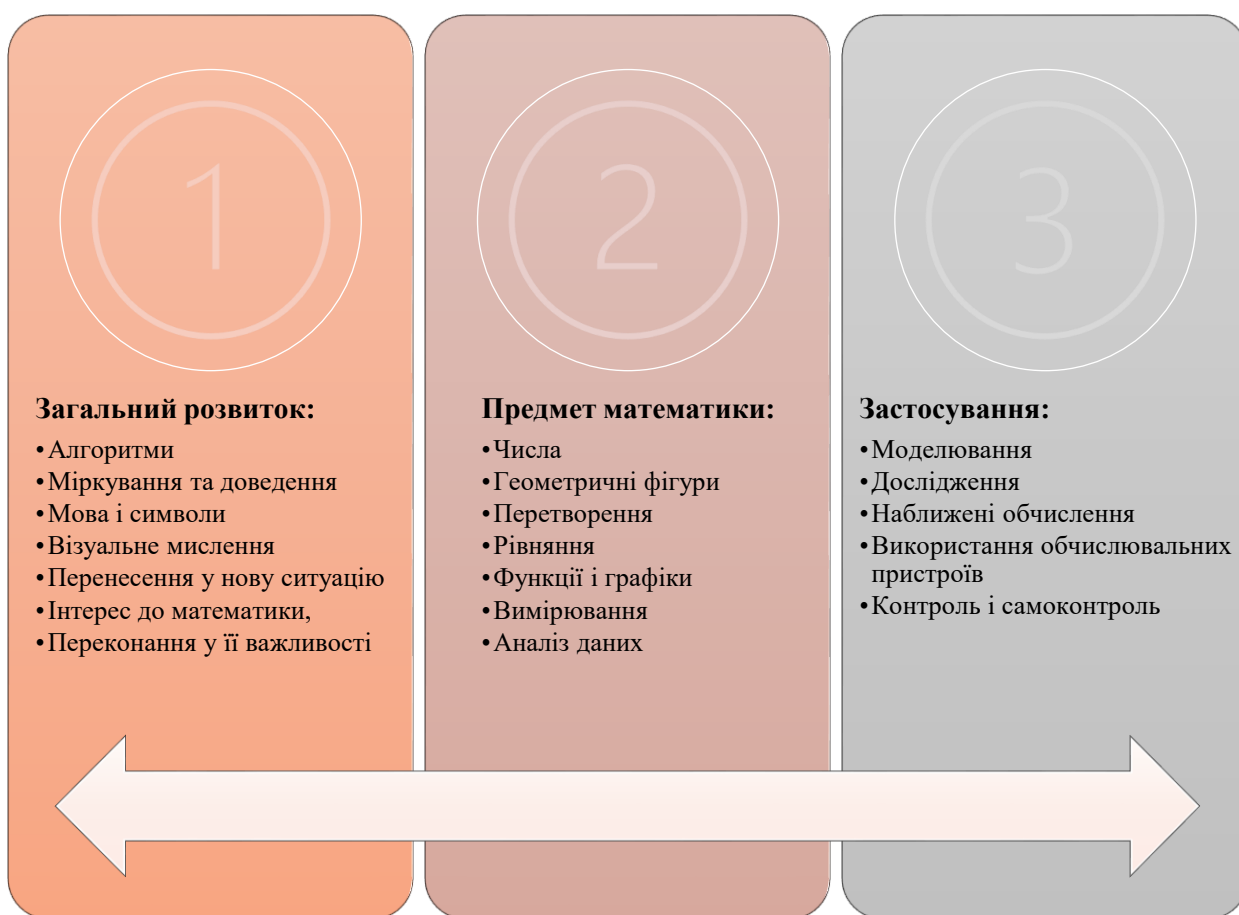 1
2
3
Загальний розвиток:
•Алгоритми
•Міркування та доведення
•Мова і символи
•Візуальне мислення
•Перенесення у нову ситуацію
•Інтерес до математики,
•Переконання у її важливості
Предмет математики:
•Числа
•Геометричні фігури
•Перетворення
•Рівняння
•Функції і графіки
•Вимірювання
•Аналіз даних
Застосування:
•Моделювання
•Дослідження
•Наближені обчислення
•Використання обчислювальних
пристроїв
•Контроль і самоконтроль